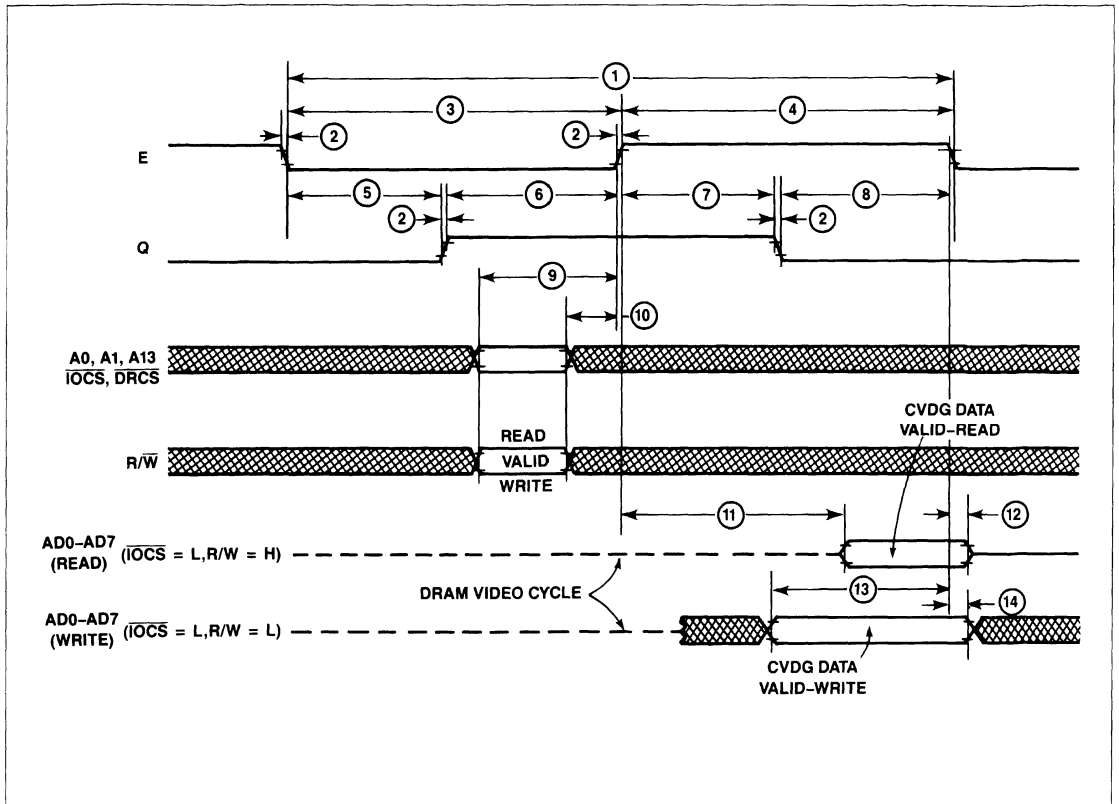 1
3
4
2
2
E
5
6
7
8
2
2
Q
9
10
A0, A1, A13
IOCS, DRCS
CVDG DATA
VALID–READ
READ
R/W
VALID
WRITE
11
12
AD0–AD7
(READ) (IOCS = L,R/W = H)
DRAM VIDEO CYCLE
13
14
AD0–AD7
(WRITE) (IOCS = L,R/W = L)
CVDG DATA
VALID–WRITE